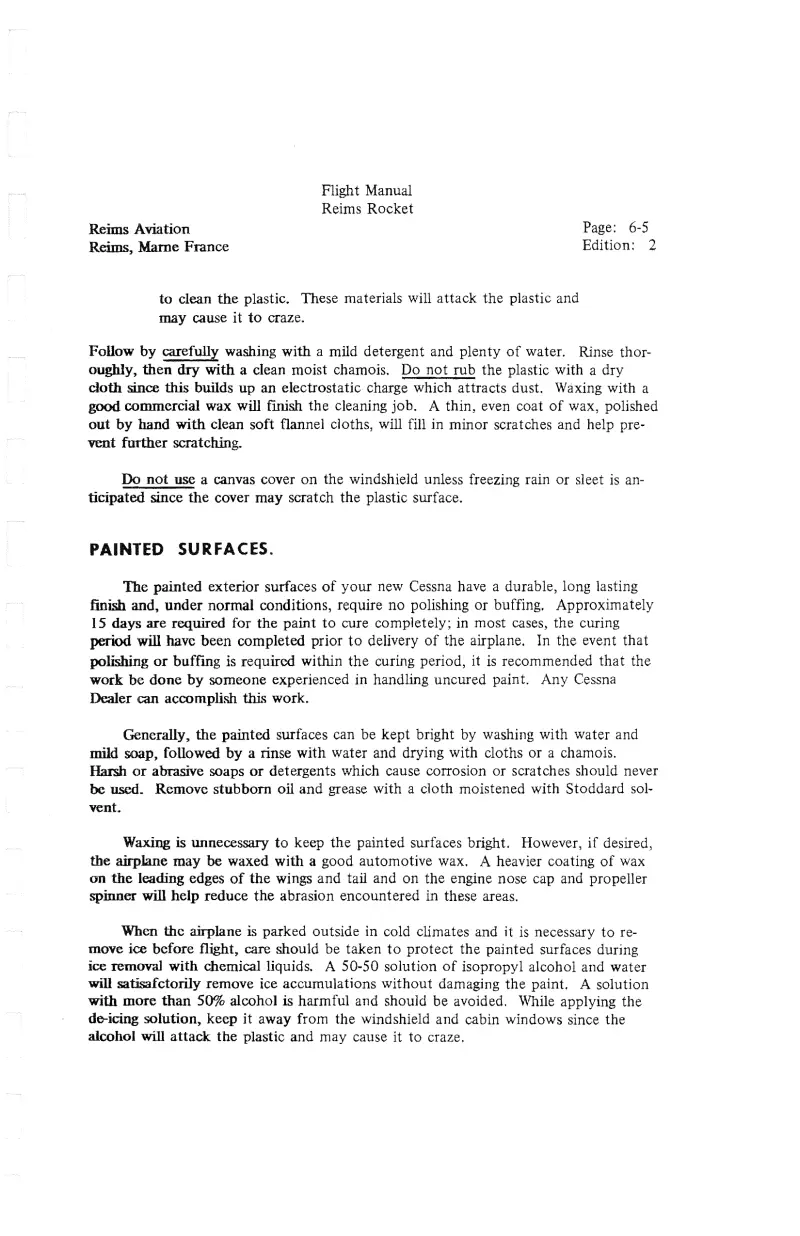 Flight Manual
Reims Rocket
Reims Aviation Page: 6-5
Reims, Marne France Edition: 2
to clean the plastic. These materials will attack the plastic and
may cause it to craze.
Follow by carefully washing with a mild detergent and plenty of water. Rinse thor-
oughly, then dry with a clean moist chamois. Do not rub the plastic with a dry
cloth since this builds up an electrostatic charge which attracts dust. Waxing with a
good commercial wax will finish the cleaning job. A thin, even coat of wax, polished
out by hand with clean soft flannel cloths, will fill in minor scratches and help pre-
vent further scratching.
Do not use a canvas cover on the windshield unless freezing rain or sleet is an-
ticipated since the cover may scratch the plastic surface.
PAINTED SURFACES.
The painted exterior surfaces of your new Cessna have a durable, long lasting
finish and, under normal conditions, require no polishing or buffing. Approximately
15 days are required for the paint to cure completely; in most cases, the curing
period will have been completed prior to delivery of the airplane. In the event that
polishing or buffing is required within the curing period, it is recommended that the
work be done by someone experienced in handling uncured paint. Any Cessna
Dealer can accomplish this work.
Generally, the painted surfaces can be kept bright by washing with water and
mild soap, followed by a rinse with water and drying with cloths or a chamois.
Harsh or abrasive soaps or detergents which cause corrosion or scratches should never
be used. Remove stubborn oil and grease with a cloth moistened with Stoddard sol-
vent.
Waxing is unnecessary to keep the painted surfaces bright. However, if desired,
the airplane may be waxed with a good automotive wax. A heavier coating of wax
on the leading edges of the wings and tail and on the engine nose cap and propeller
spinner will help reduce the abrasion encountered in these areas.
When the airplane is parked outside in cold climates and it is necessary to re-
move ice before flight, care should be taken to protect the painted surfaces during
ice removal with chemical liquids. A 50-50 solution of isopropyl alcohol and water
will satisafctorily remove ice accumulations without damaging the paint. A solution
with more than 50% alcohol is harmful and should be avoided. While applying the
de-icing solution, keep it away from the windshield and cabin windows since the
alcohol will attack the plastic and may cause it to craze.